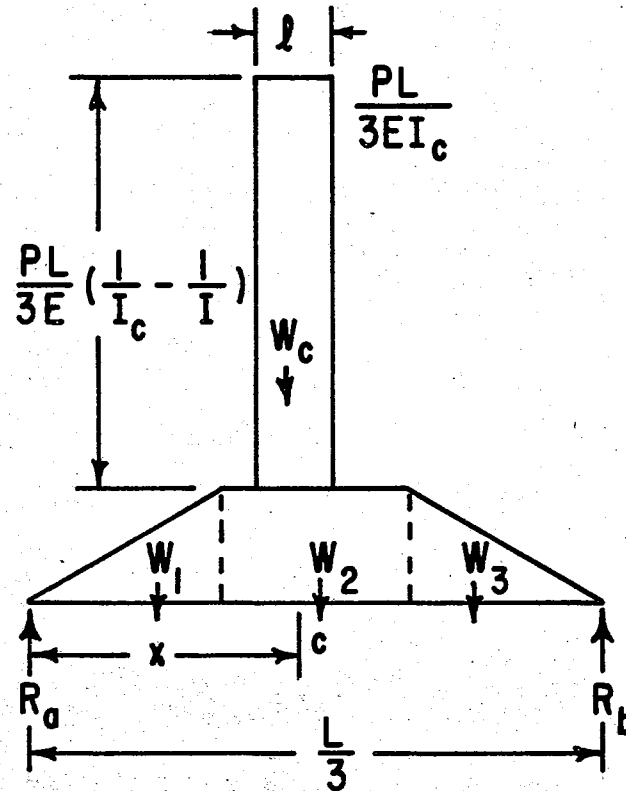 ℓ
PL/3EI_c
PL/3E (1/I_c - 1/I)
W_c
W_1
W_2
W_3
x
c
R_a
R_b
L/3